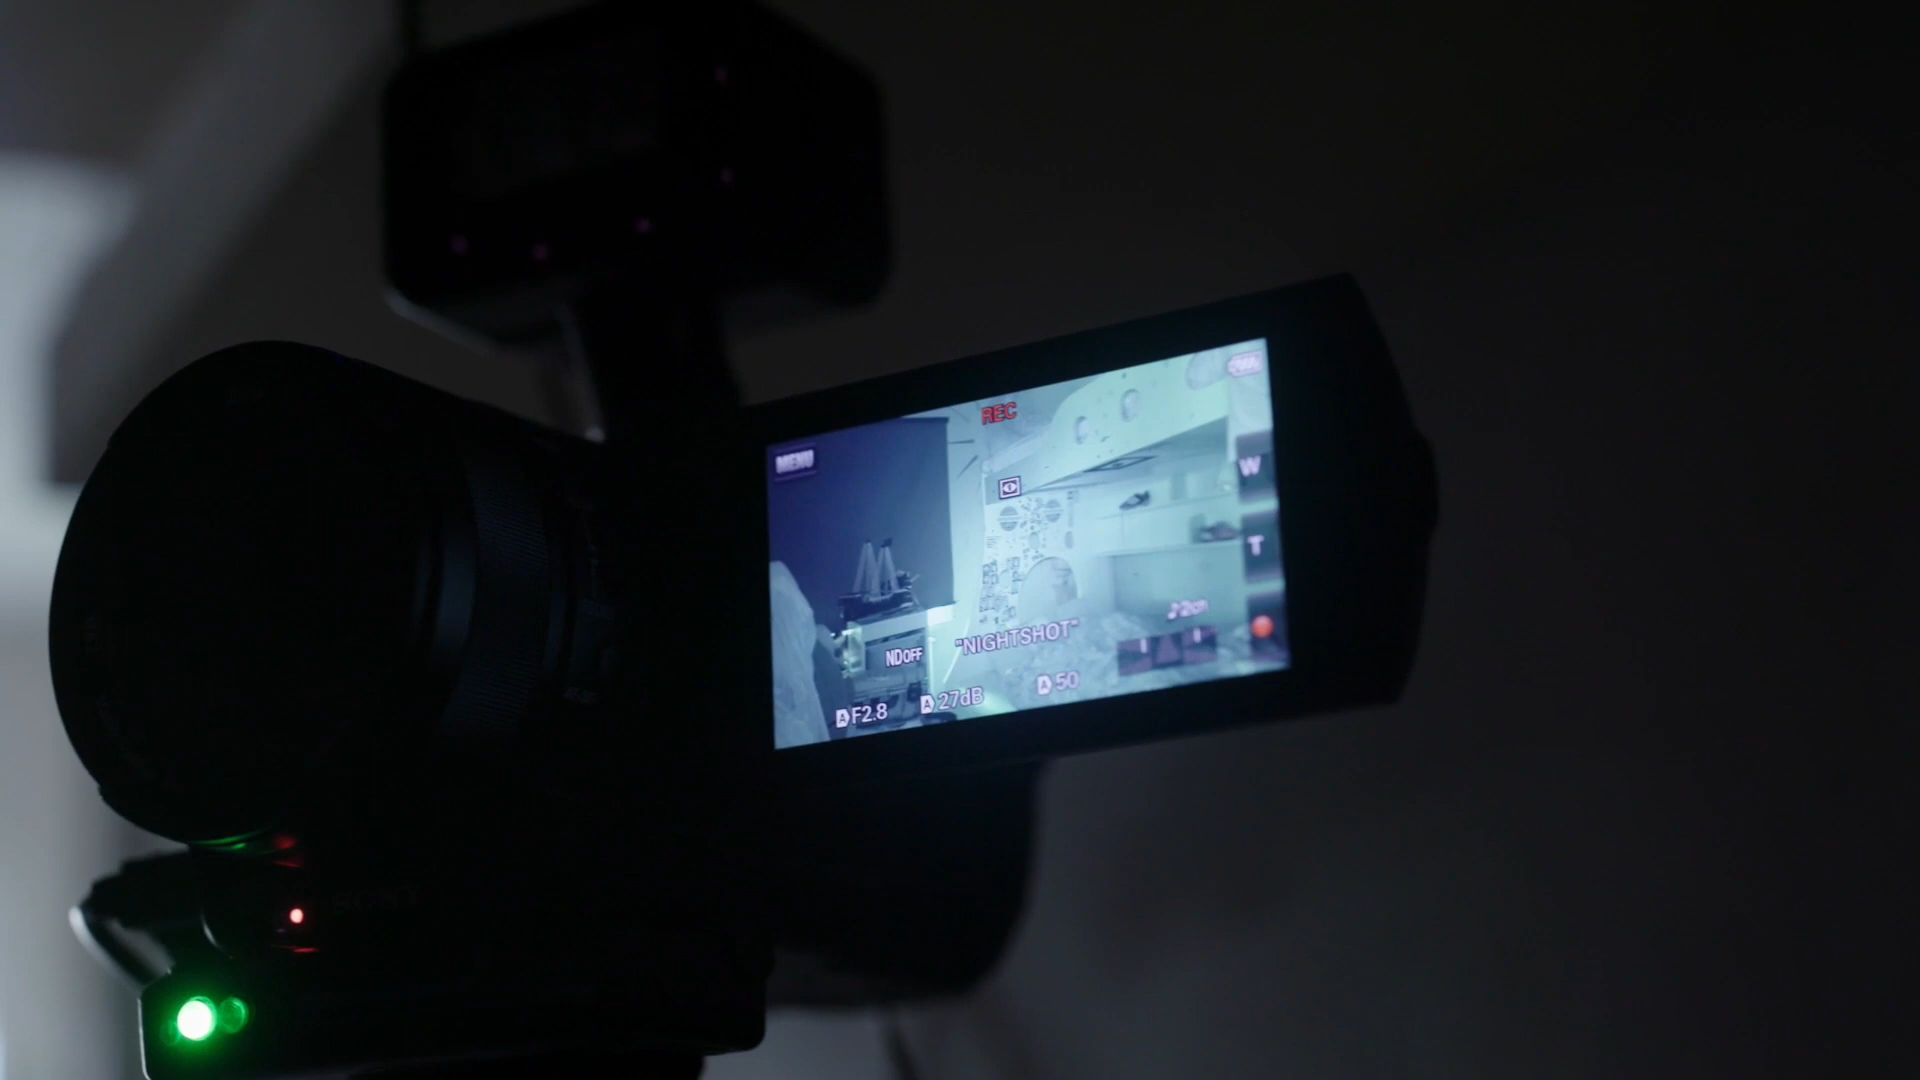 REC
MENU
W
T
2ch
NDOFF
"NIGHTSHOT"
A F2.8
A 27dB
A 50